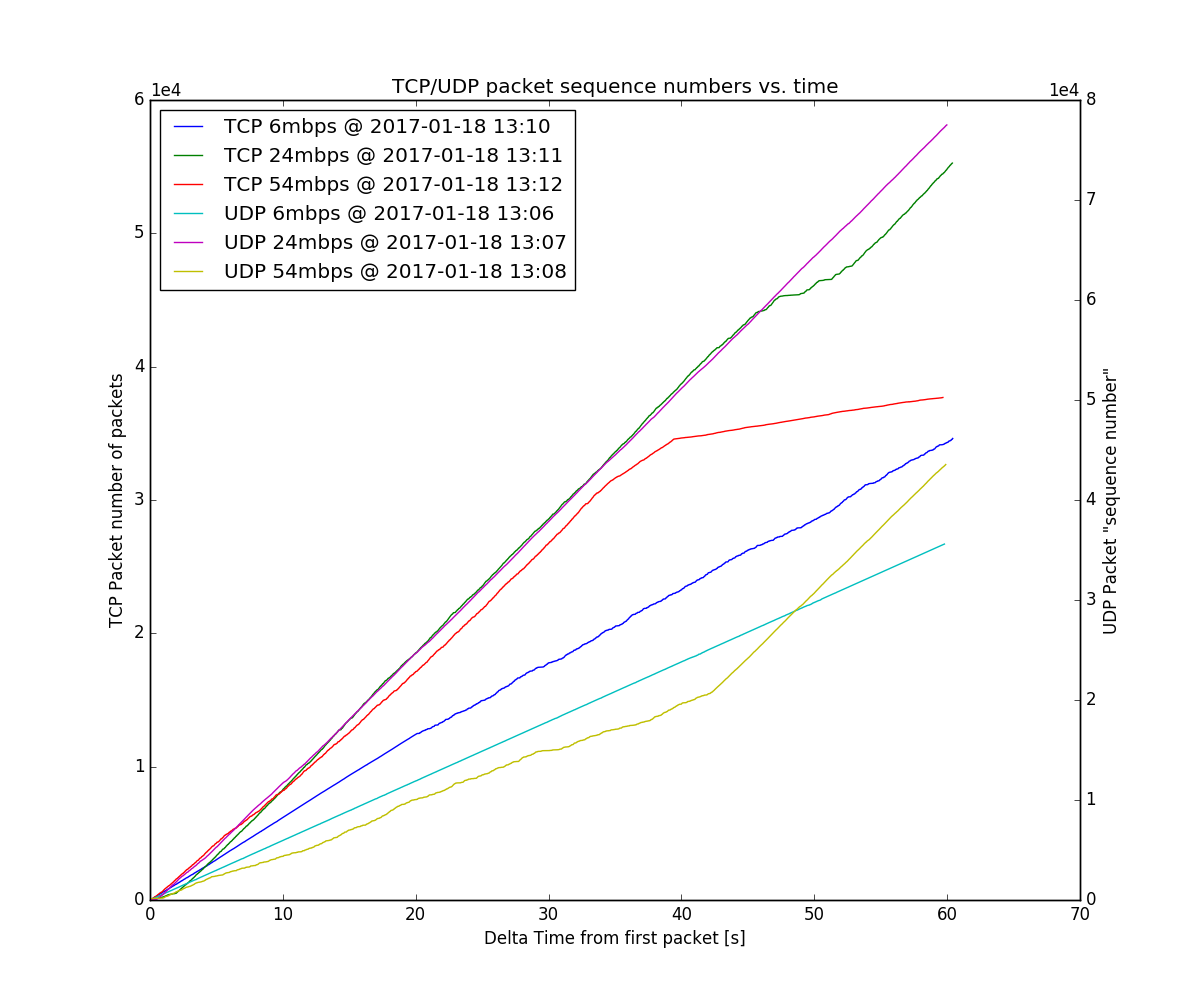 TCP/UDP packet sequence numbers vs. time
1e4
1e4
TCP 6mbps @ 2017-01-18 13:10
TCP 24mbps @ 2017-01-18 13:11
TCP 54mbps @ 2017-01-18 13:12
UDP 6mbps @ 2017-01-18 13:06
UDP 24mbps @ 2017-01-18 13:07
UDP 54mbps @ 2017-01-18 13:08
TCP Packet number of packets
6
5
4
3
2
1
0
UDP Packet "sequence number"
8
7
6
5
4
3
2
1
0
0 10 20 30 40 50 60 70
Delta Time from first packet [s]